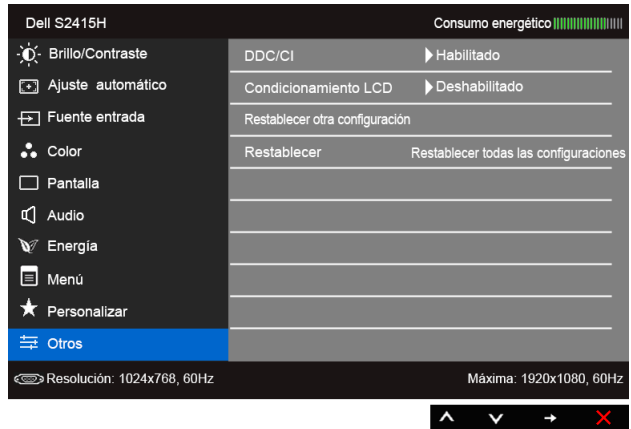 Dell S2415H Consumo energético
Brillo/Contraste DDC/CI Habilitado
Ajuste automático Condicionamiento LCD Deshabilitado
Fuente entrada Restablecer otra configuración
Color Restablecer Restablecer todas las configuraciones
Pantalla
Audio
Energía
Menú
Personalizar
Otros
Resolución: 1024x768, 60Hz Máxima: 1920x1080, 60Hz